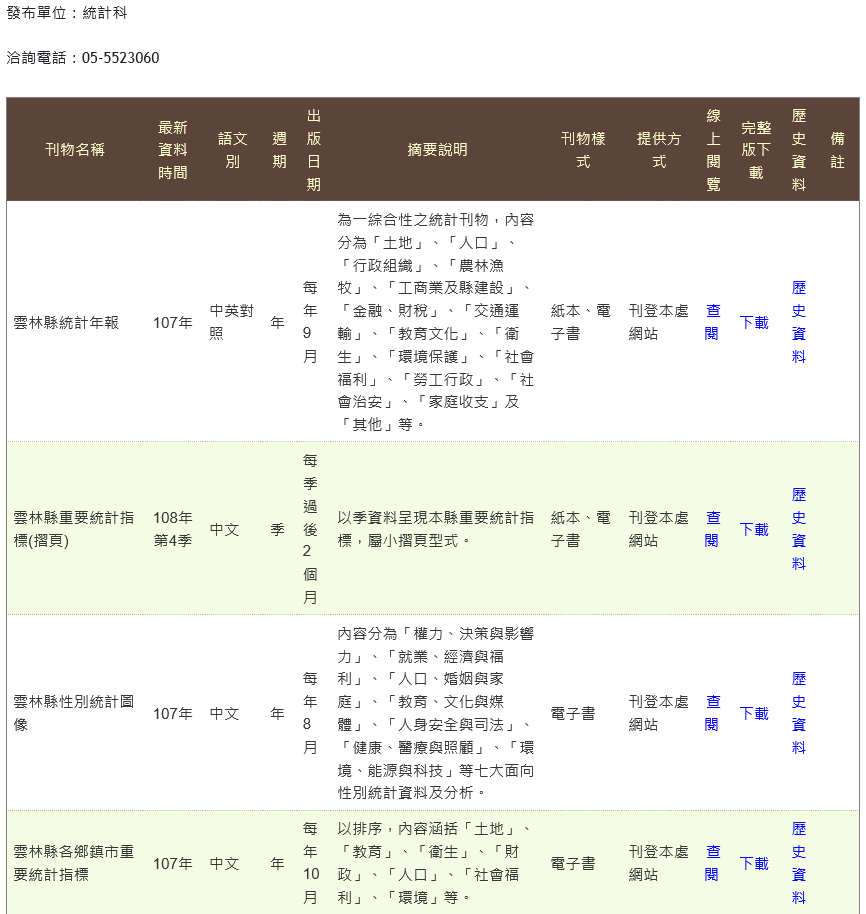 發布單位：統計科
洽詢電話：05-5523060
刊物名稱
最新
資料
時間
語文
別
週
期
出
版
日
期
摘要說明
刊物樣
式
提供方
式
線
上
閱
覽
完整
版下
載
歷
史
資
料
備
註
雲林縣統計年報
107年
中英對
照
年
每
年
9
月
為一綜合性之統計刊物，內容
分為「土地」、「人口」、
「行政組織」、「農林漁
牧」、「工商業及縣建設」、
「金融、財稅」、「交通運
輸」、「教育文化」、「衛
生」、「環境保護」、「社會
福利」、「勞工行政」、「社
會治安」、「家庭收支」及
「其他」等。
紙本、電
子書
刊登本處
網站
查
閱
下載
歷
史
資
料
雲林縣重要統計指
標(摺頁)
108年
第4季
中文
季
每
季
過
後
2
個
月
以季資料呈現本縣重要統計指
標，屬小摺頁型式。
紙本、電
子書
刊登本處
網站
查
閱
下載
歷
史
資
料
雲林縣性別統計圖
像
107年
中文
年
每
年
8
月
內容分為「權力、決策與影響
力」、「就業、經濟與福
利」、「人口、婚姻與家
庭」、「教育、文化與媒
體」、「人身安全與司法」、
「健康、醫療與照顧」、「環
境、能源與科技」等七大面向
性別統計資料及分析。
電子書
刊登本處
網站
查
閱
下載
歷
史
資
料
雲林縣各鄉鎮市重
要統計指標
107年
中文
年
每
年
10
月
以排序，內容涵括「土地」、
「教育」、「衛生」、「財
政」、「人口」、「社會福
利」、「環境」等。
電子書
刊登本處
網站
查
閱
下載
歷
史
資
料